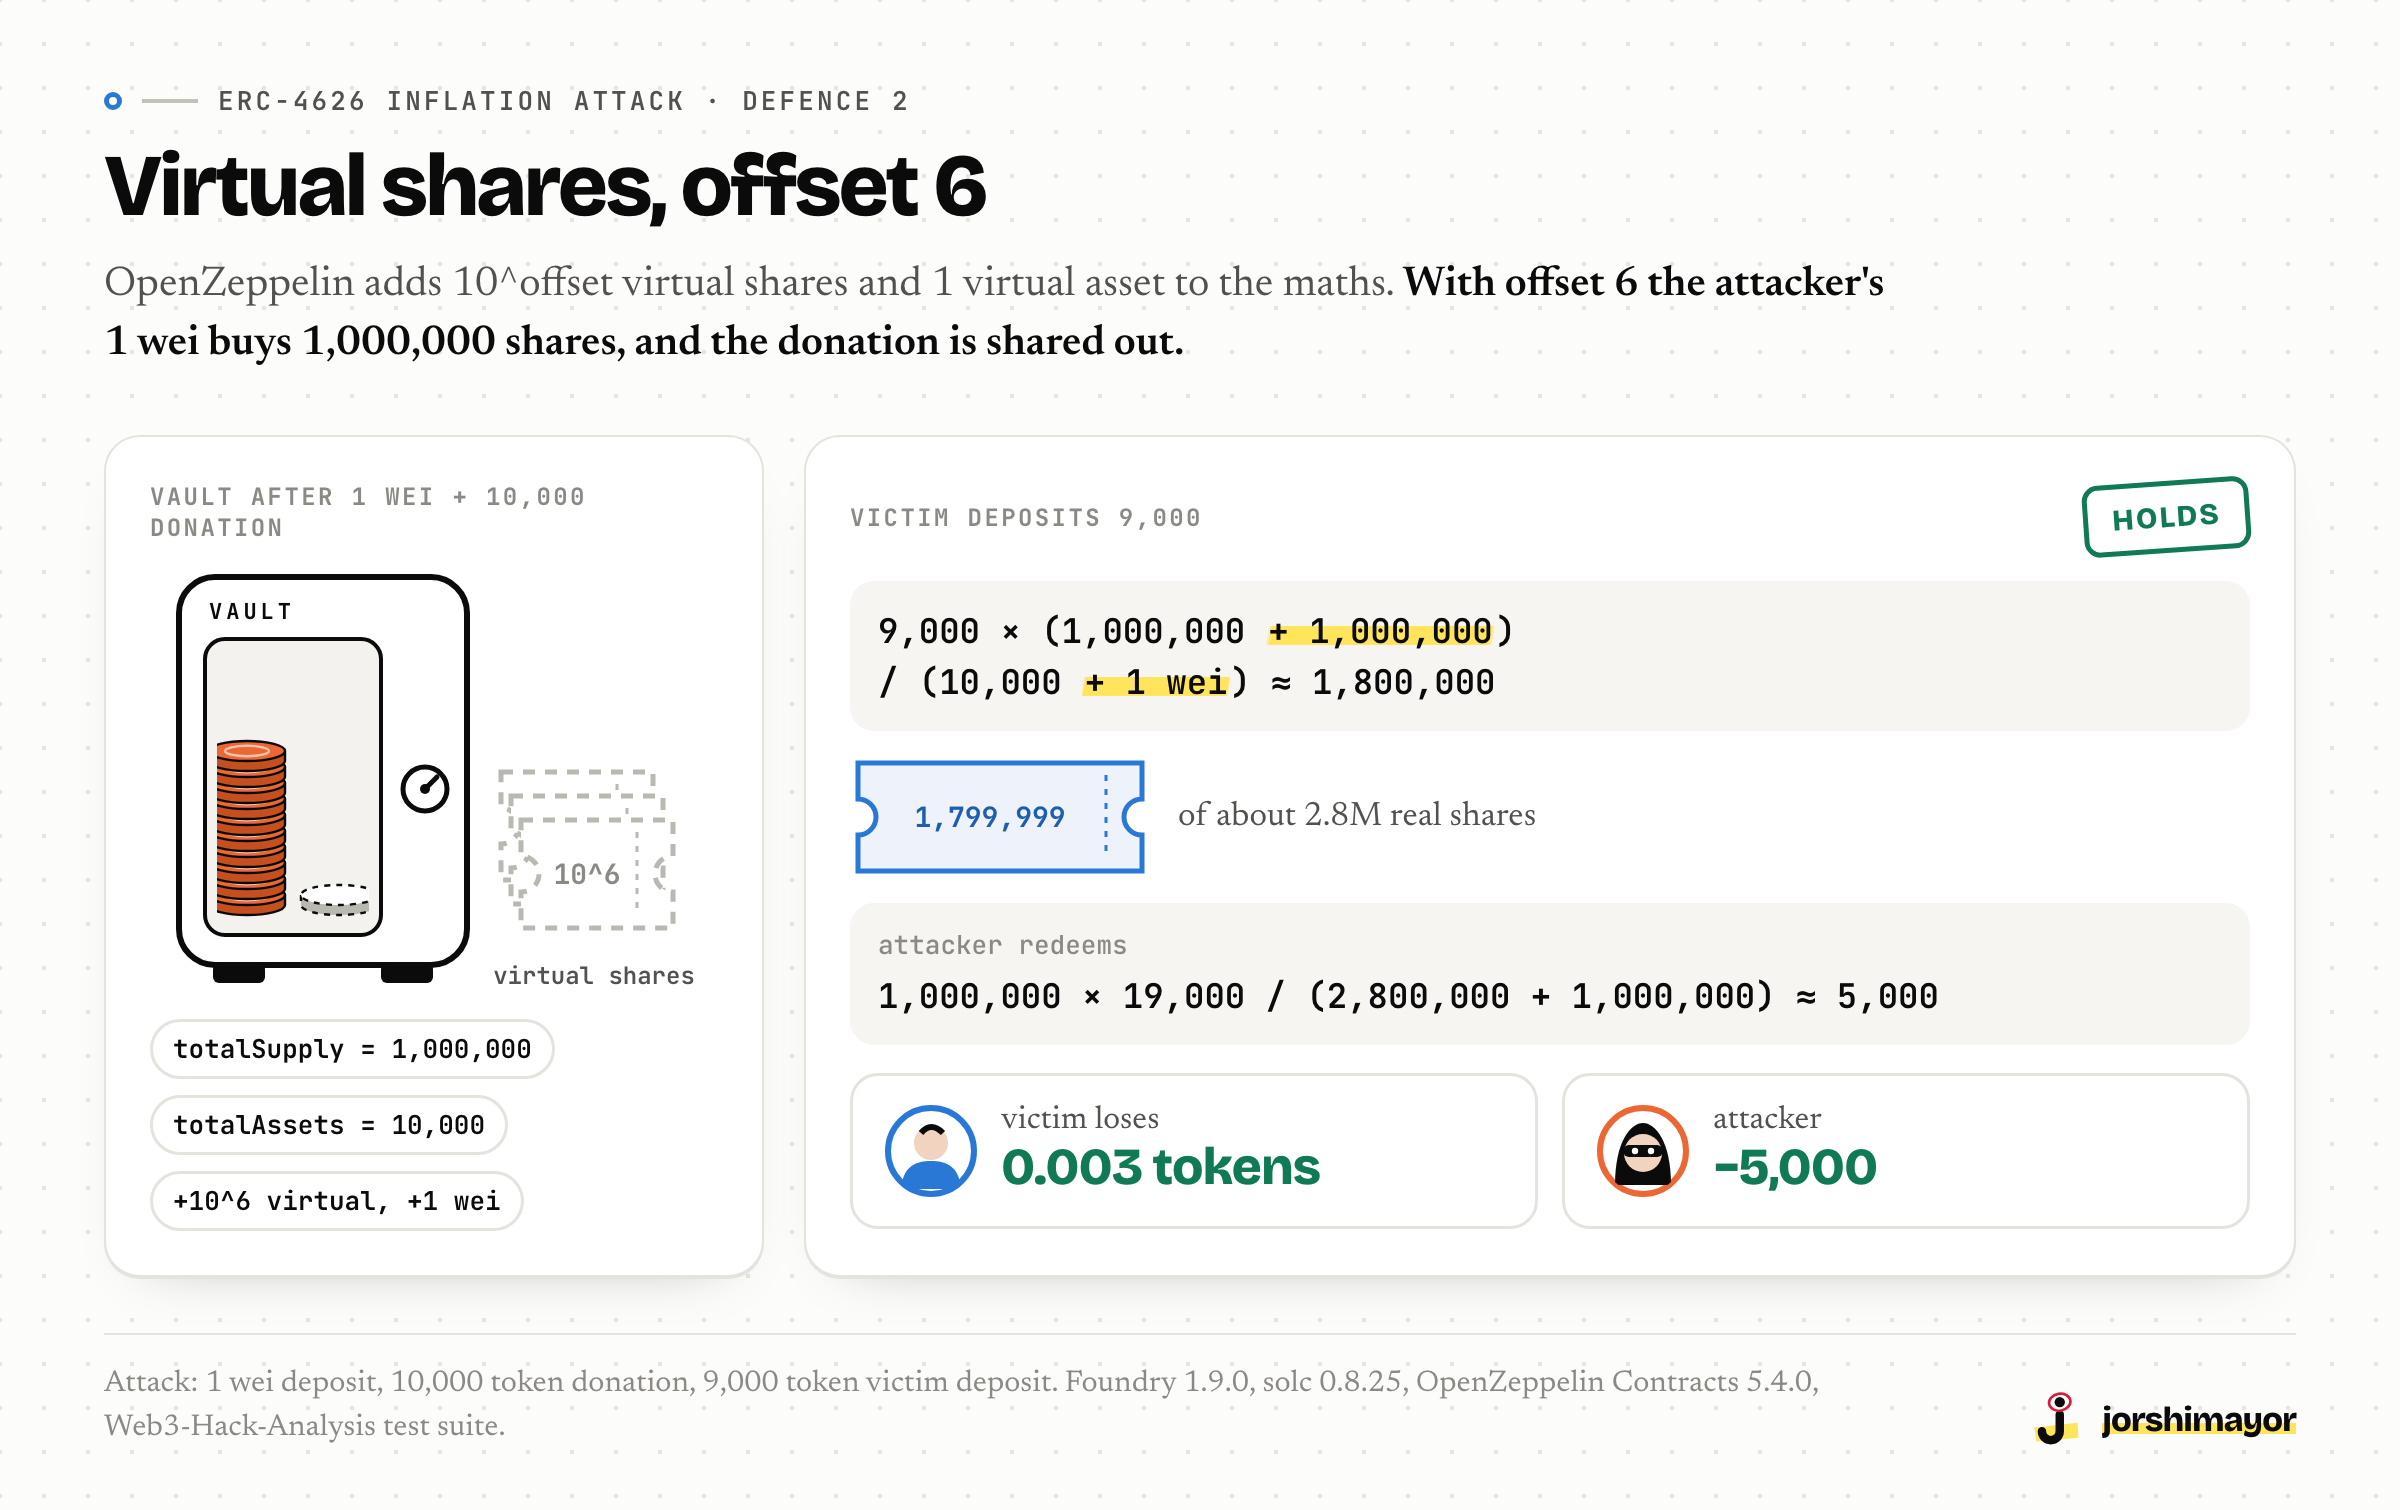 ERC-4626 INFLATION ATTACK · DEFENCE 2
Virtual shares, offset 6
OpenZeppelin adds 10^offset virtual shares and 1 virtual asset to the maths. With offset 6 the attacker's
1 wei buys 1,000,000 shares, and the donation is shared out.
VAULT AFTER 1 WEI + 10,000
DONATION
VAULT
10^6
virtual shares
totalSupply = 1,000,000
totalAssets = 10,000
+10^6 virtual, +1 wei
VICTIM DEPOSITS 9,000
HOLDS
9,000 × (1,000,000 + 1,000,000)
/ (10,000 + 1 wei) ≈ 1,800,000
1,799,999
of about 2.8M real shares
attacker redeems
1,000,000 × 19,000 / (2,800,000 + 1,000,000) ≈ 5,000
victim loses
0.003 tokens
attacker
−5,000
Attack: 1 wei deposit, 10,000 token donation, 9,000 token victim deposit. Foundry 1.9.0, solc 0.8.25, OpenZeppelin Contracts 5.4.0,
Web3-Hack-Analysis test suite.
jorshimayor